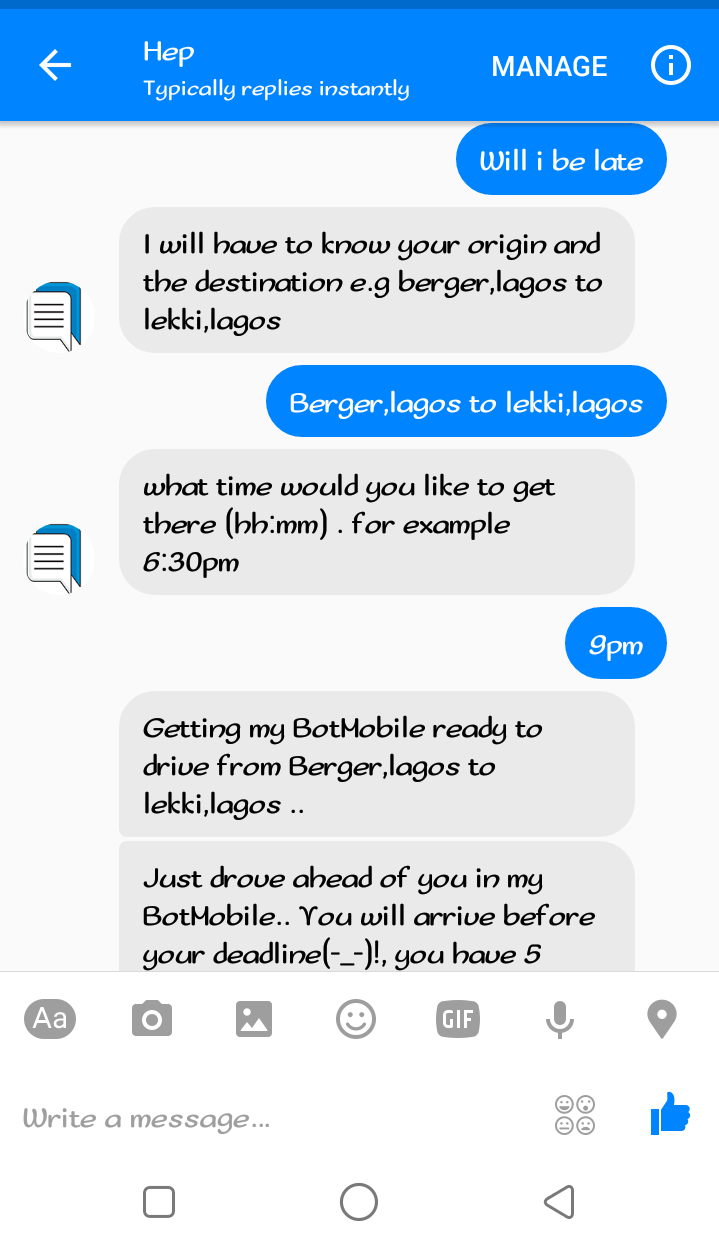 Hep
Typically replies instantly
MANAGE
Will i be late
I will have to know your origin and
the destination e.g berger,lagos to
lekki,lagos
Berger,lagos to lekki,lagos
what time would you like to get
there (hh:mm) . for example
6:30pm
9pm
Getting my BotMobile ready to
drive from Berger,lagos to
lekki,lagos ..
Just drove ahead of you in my
BotMobile.. You will arrive before
your deadline(-_-)!, you have 5
Aa
GIF
Write a message...